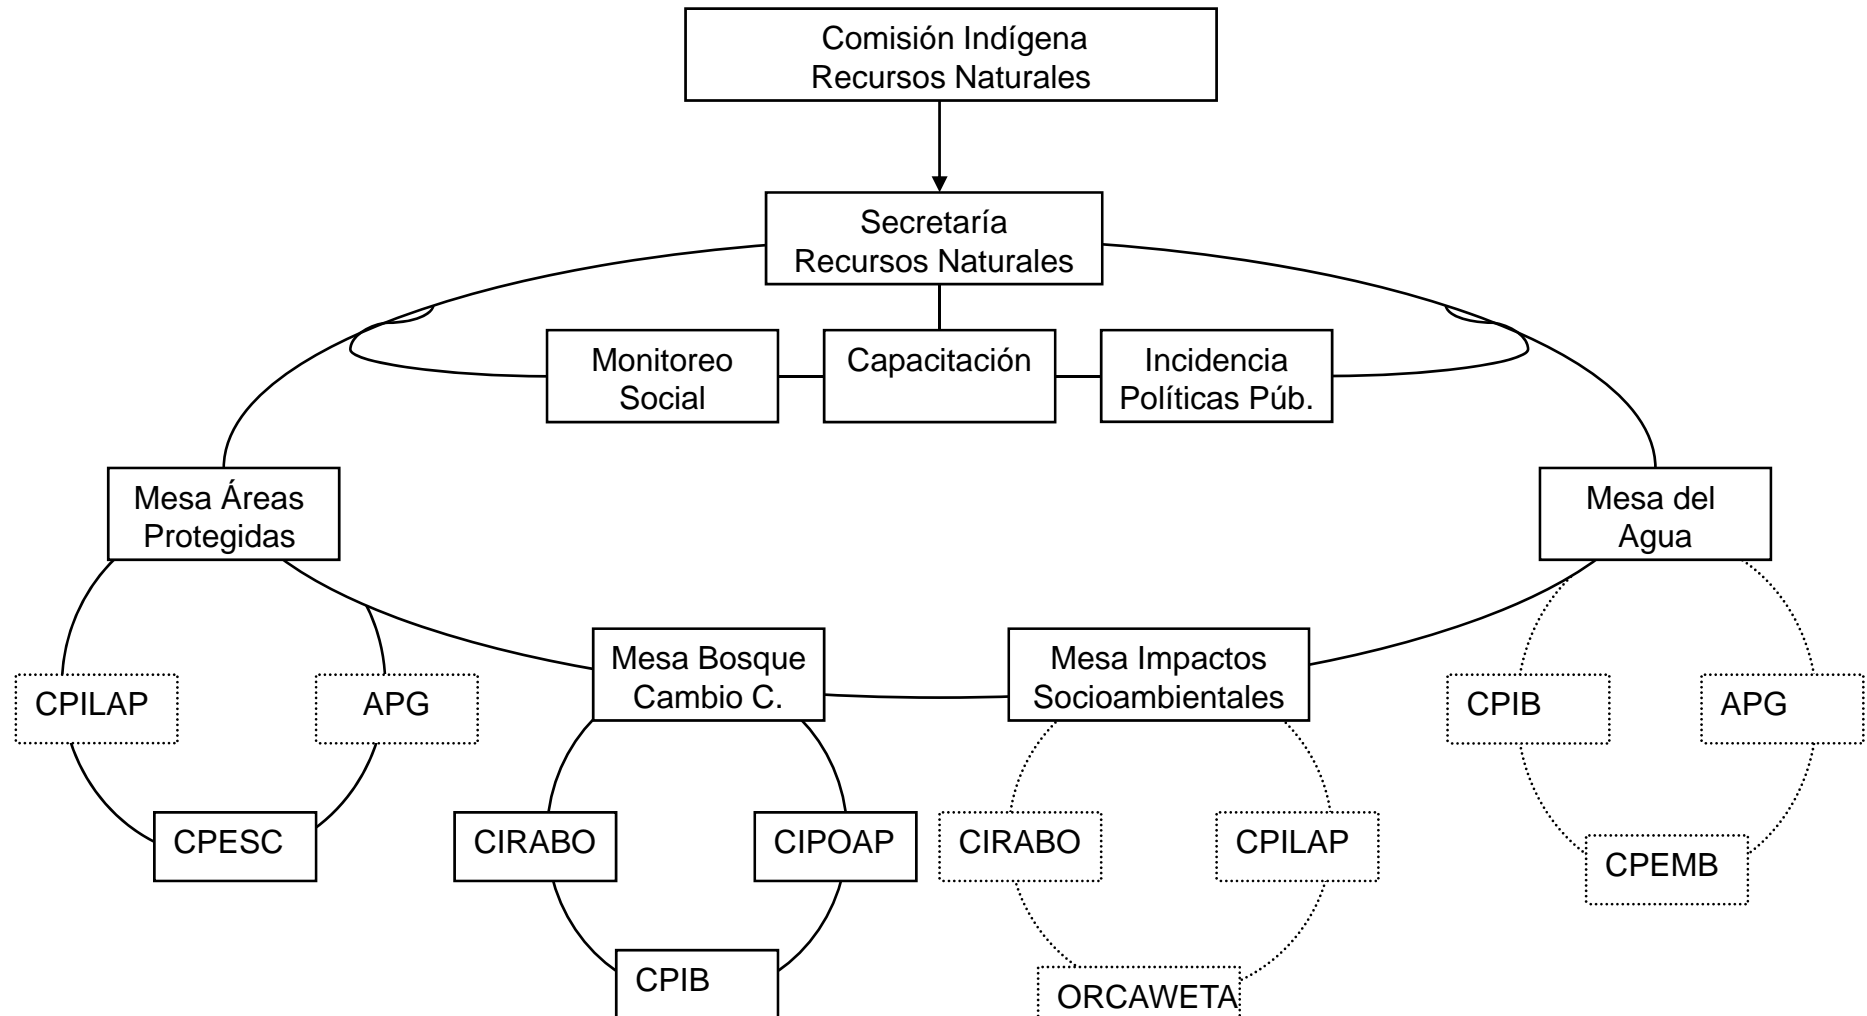 Comisión Indígena
Recursos Naturales
Secretaría
Recursos Naturales
Monitoreo
Social
Capacitación
Incidencia
Políticas Púb.
Mesa Áreas
Protegidas
Mesa del
Agua
Mesa Bosque
Cambio C.
Mesa Impactos
Socioambientales
CPILAP
APG
CPESC
CIRABO
CIPOAP
CPIB
CIRABO
CPILAP
ORCAWETA
CPIB
APG
CPEMB